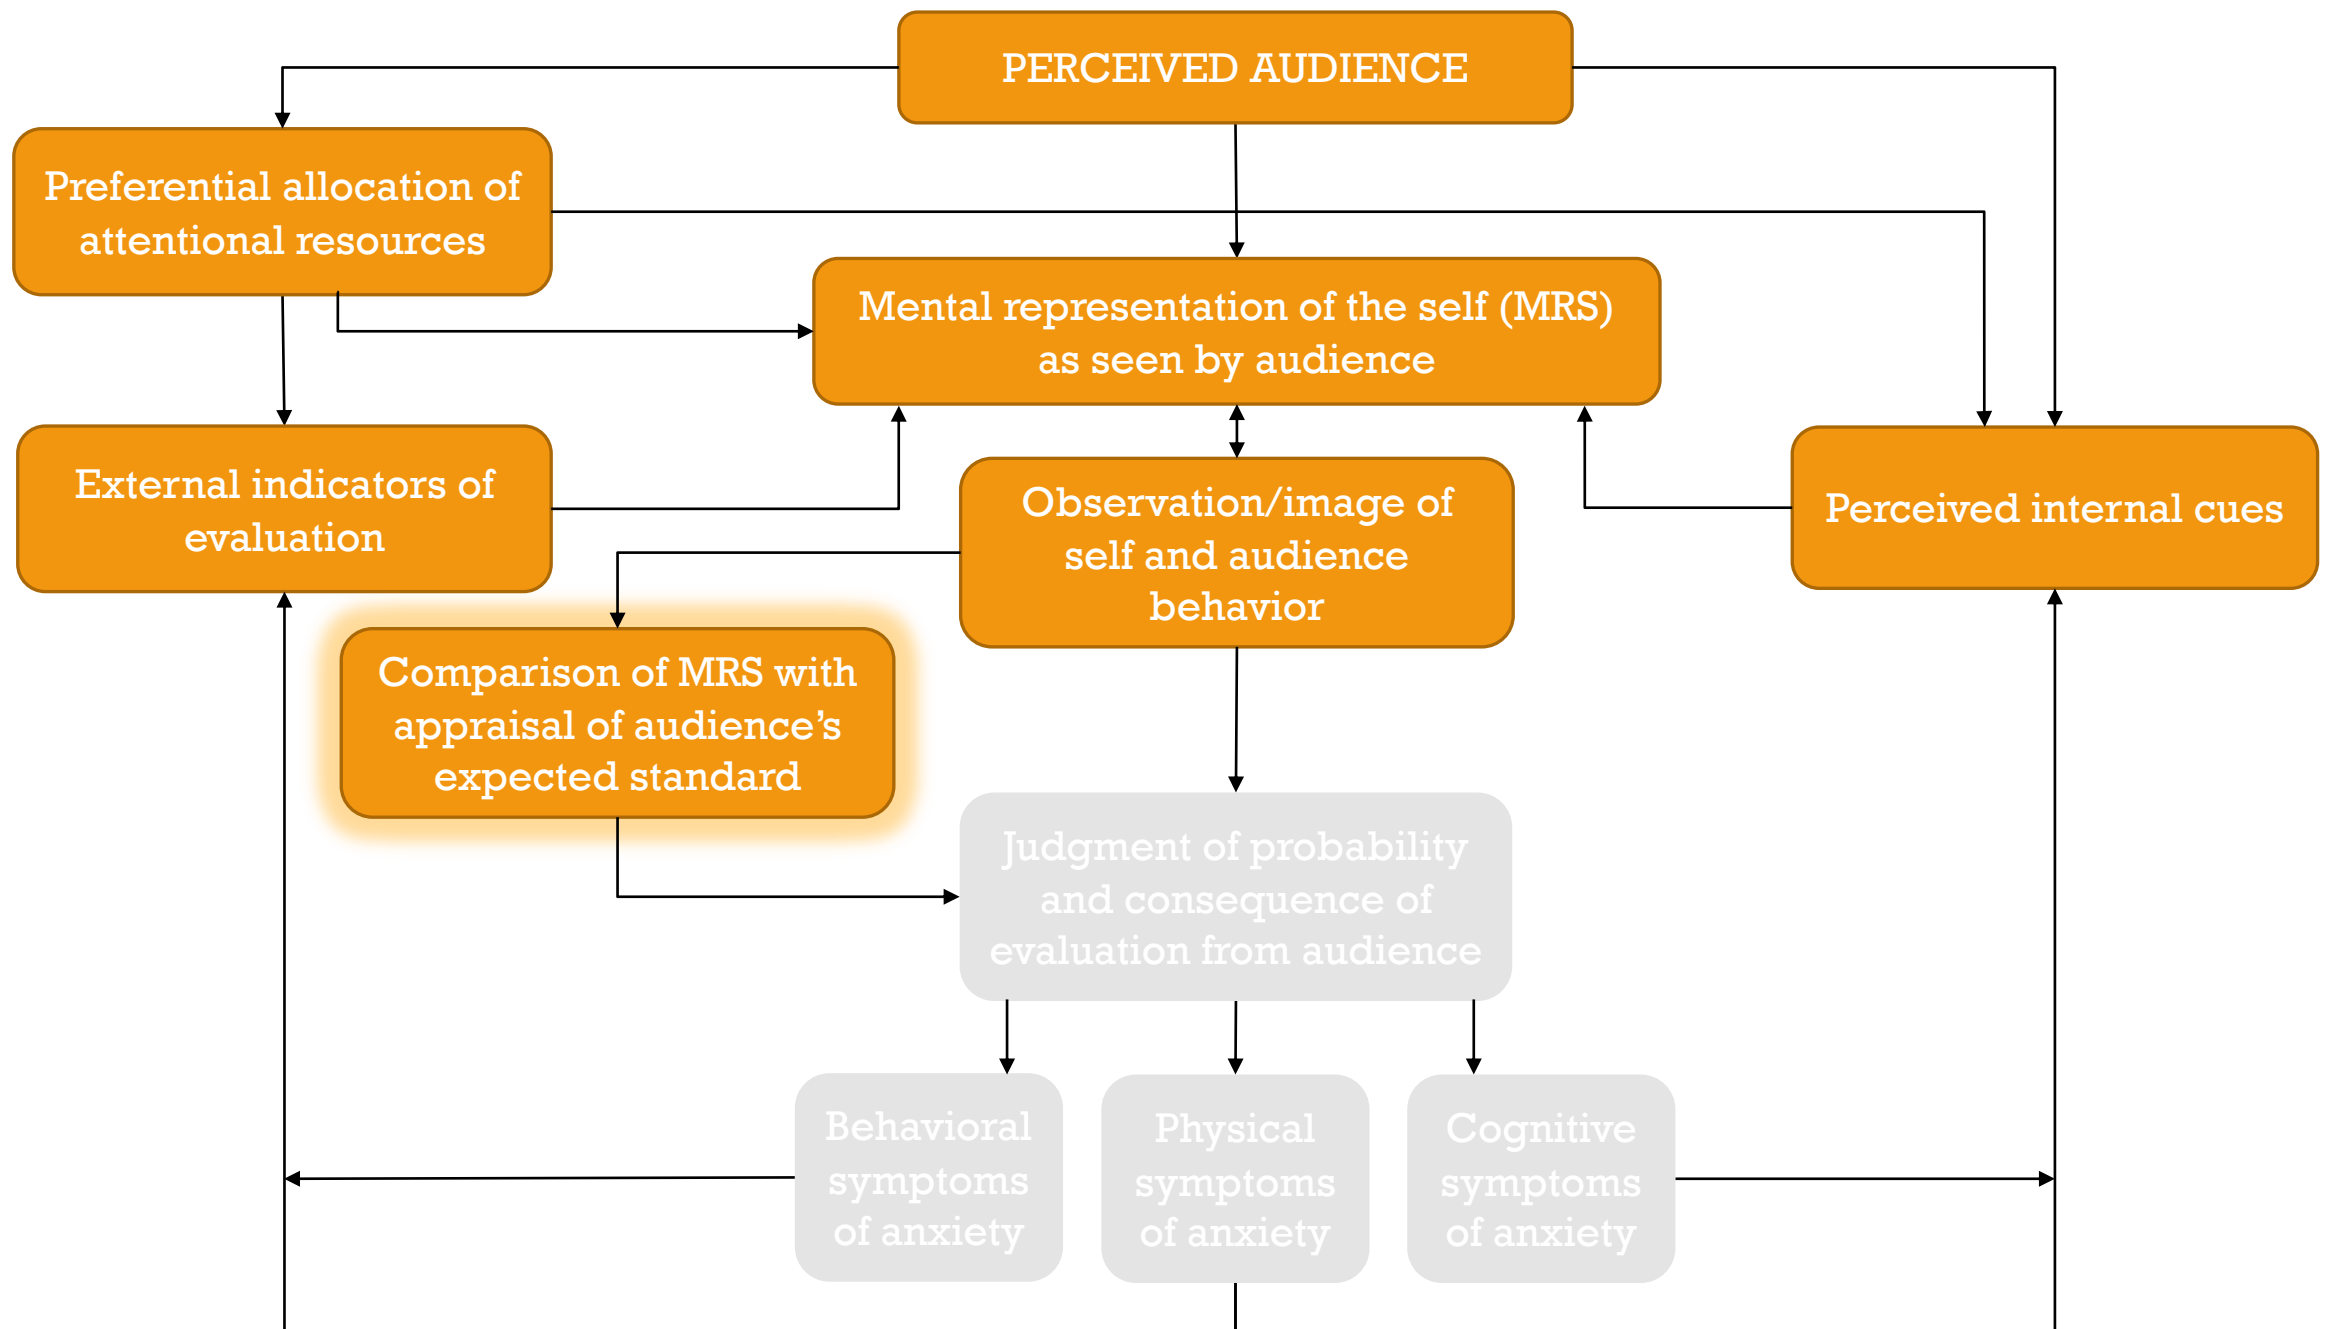 PERCEIVED AUDIENCE
Preferential allocation of
attentional resources
Mental representation of the self (MRS)
as seen by audience
External indicators of
evaluation
Observation/image of
self and audience
behavior
Perceived internal cues
Comparison of MRS with
appraisal of audience’s
expected standard
Judgment of probability
and consequence of
evaluation from audience
Behavioral
symptoms
of anxiety
Physical
symptoms
of anxiety
Cognitive
symptoms
of anxiety